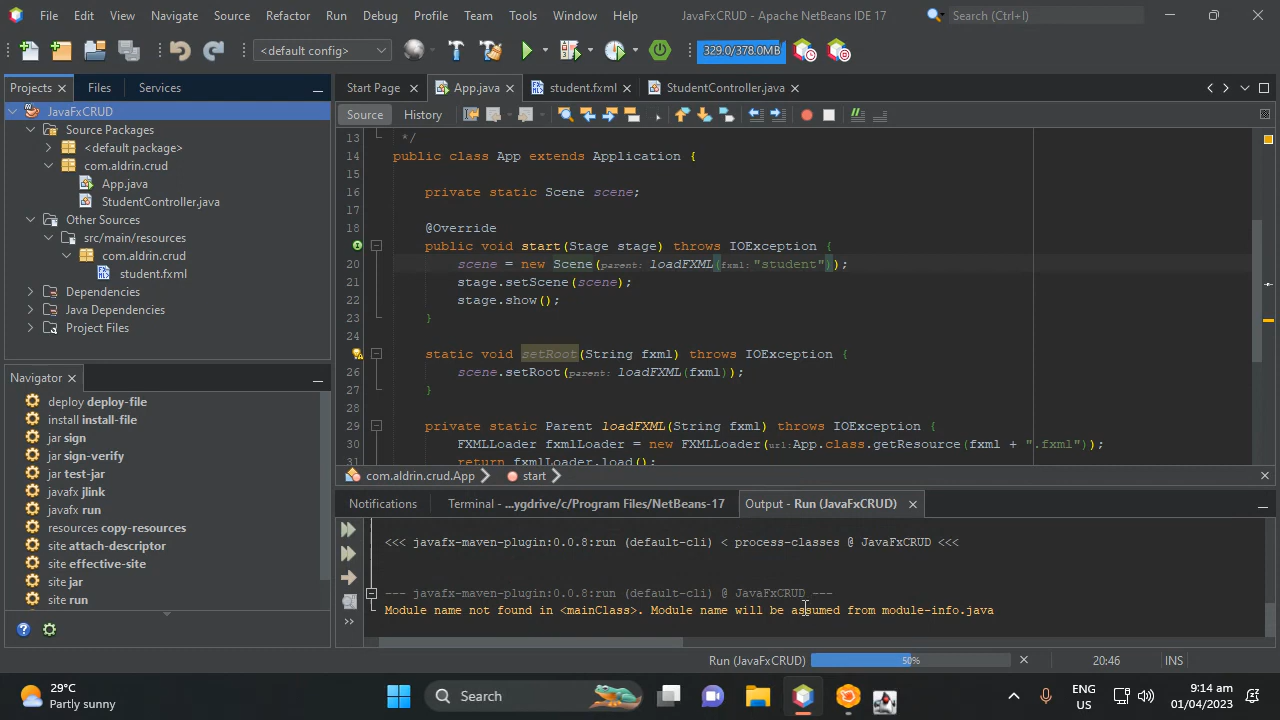 File Edit View Navigate Source Refactor Run Debug Profile Team Tools Window Help
JavaFxCRUD - Apache NetBeans IDE 17
Search (Ctrl+I)
<default config>
329.0/378.0MB
Projects Files Services
JavaFxCRUD
Source Packages
<default package>
com.aldrin.crud
App.java
StudentController.java
Other Sources
src/main/resources
com.aldrin.crud
student.fxml
Dependencies
Java Dependencies
Project Files
Navigator
deploy deploy-file
install install-file
jar sign
jar sign-verify
jar test-jar
javafx jlink
javafx run
resources copy-resources
site attach-descriptor
site effective-site
site jar
site run
Start Page App.java student.fxml StudentController.java
Source History
13 */
14 public class App extends Application {
15
16 private static Scene scene;
17
18 @Override
public void start(Stage stage) throws IOException {
20 scene = new Scene(parent: loadFXML(fxml: "student"));
21 stage.setScene(scene);
22 stage.show();
23 }
24
static void setRoot(String fxml) throws IOException {
26 scene.setRoot(parent: loadFXML(fxml));
27 }
28
29 private static Parent loadFXML(String fxml) throws IOException {
30 FXMLLoader fxmlLoader = new FXMLLoader(url: App.class.getResource(fxml + ".fxml"));
31 return fxmlLoader.load();
com.aldrin.crud.App start
Notifications Terminal - ...ygdrive/c/Program Files/NetBeans-17 Output - Run (JavaFxCRUD)
<<< javafx-maven-plugin:0.0.8:run (default-cli) < process-classes @ JavaFxCRUD <<<
--- javafx-maven-plugin:0.0.8:run (default-cli) @ JavaFxCRUD ---
Module name not found in <mainClass>. Module name will be assumed from module-info.java
Run (JavaFxCRUD) 50% 20:46 INS
29°C
Partly sunny
Search
ENG
US
9:14 am
01/04/2023